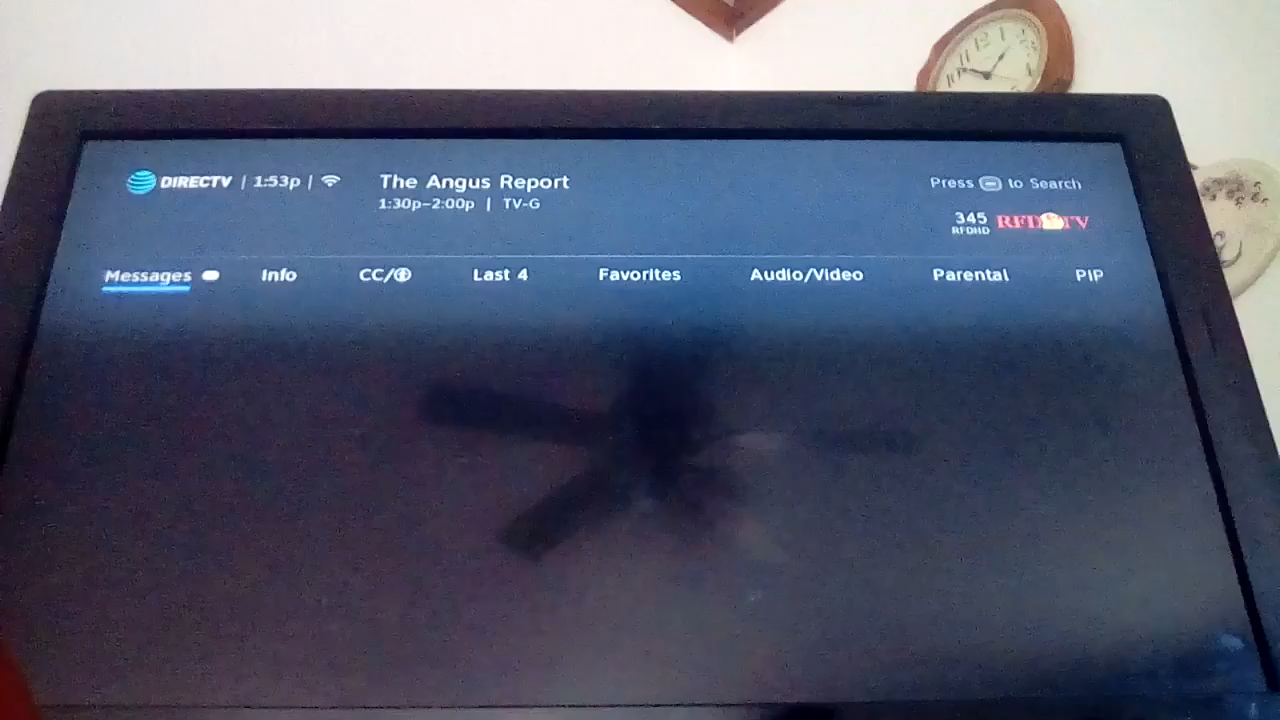 DIRECTV | 1:53p |
The Angus Report
1:30p–2:00p | TV-G
Press to Search
345
RFDHD
RFD TV
Messages Info CC/ Last 4 Favorites Audio/Video Parental PiP
12